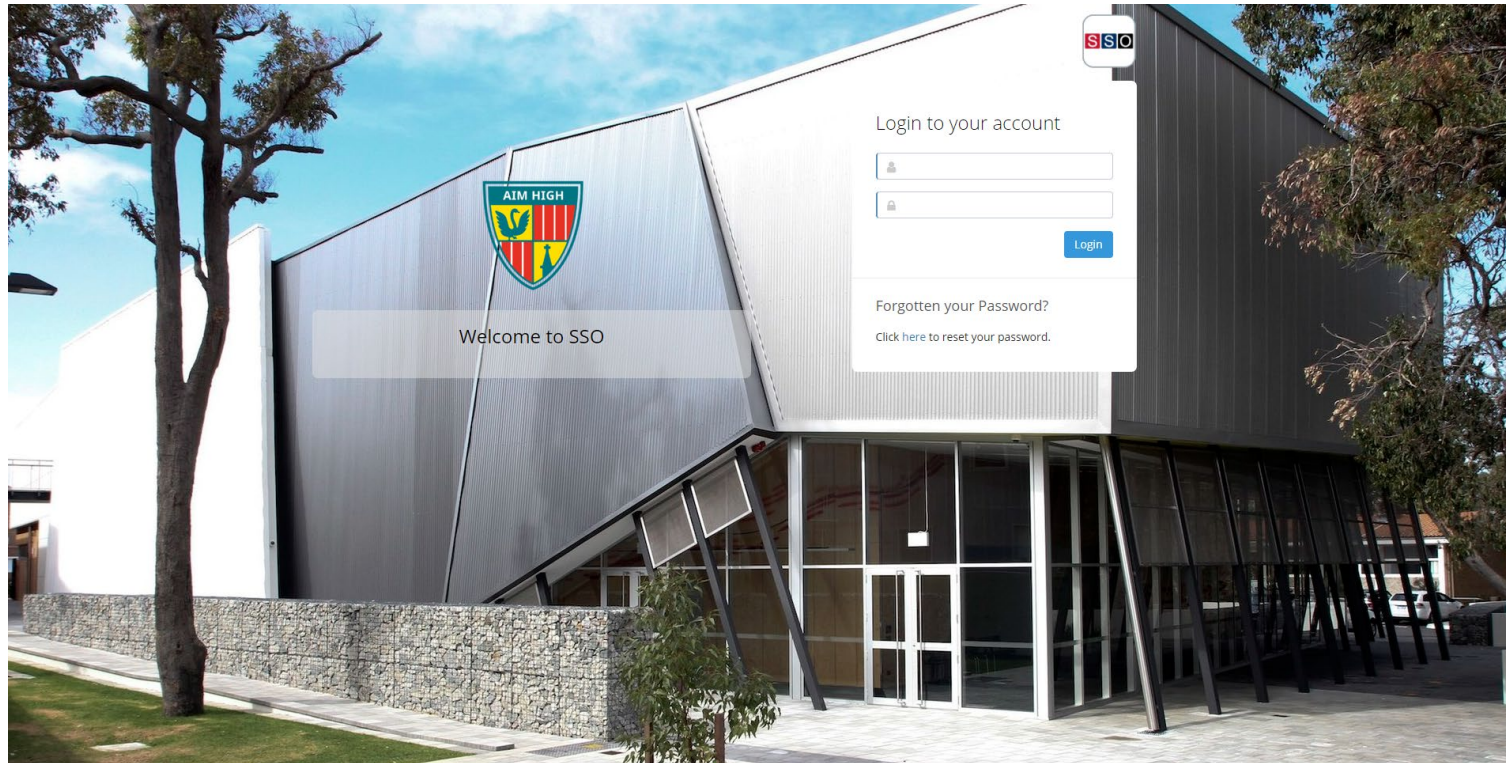 SSO
AIM HIGH
Welcome to SSO
Login to your account
Login
Forgotten your Password?
Click here to reset your password.